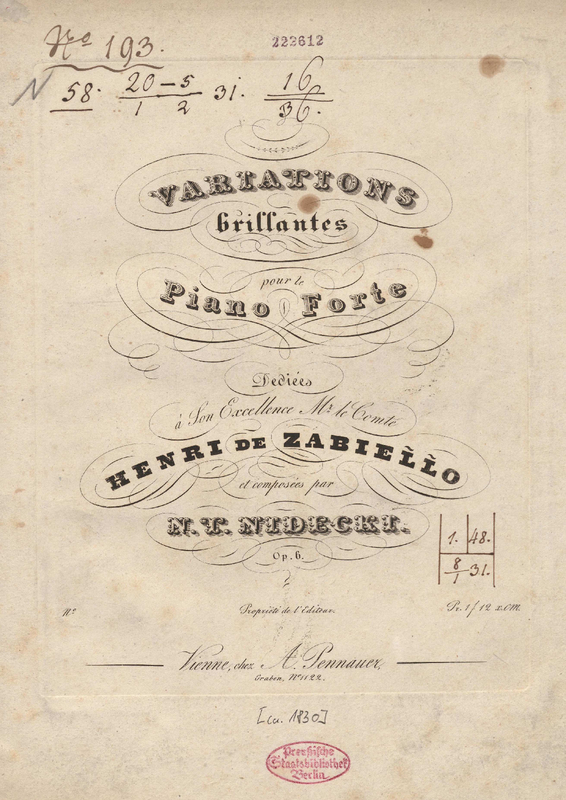 No 193.
222612
N 58. 20-5 31. 16
1 2 36.
VARIATIONS
brillantes
pour le
Piano Forte
Dediées
à Son Excellence Mr. le Comte
HENRI DE ZABIEŁŁO
et composées par
N. T. NIDECKI.
Op. 6.
1. 48.
8 31.
1
No Propriété de l'Editeur. Pr. 1 f 12 x. CM.
Vienne, chez A. Pennauer,
Graben, No 1122.
[ca. 1830]
Preußische
Staatsbibliothek
Berlin